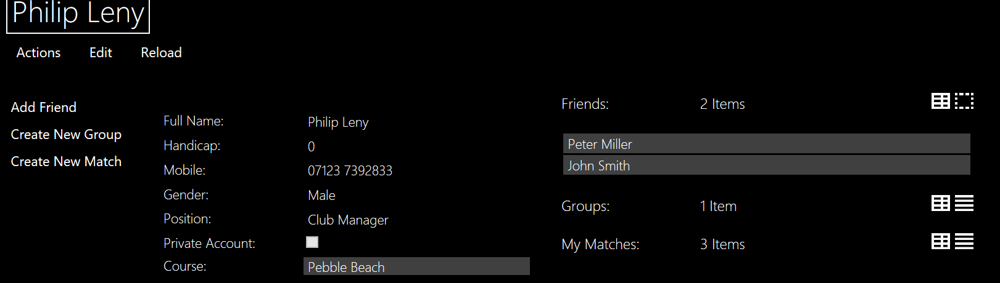 Philip Leny
Actions Edit Reload
Add Friend
Create New Group
Create New Match
Full Name: Philip Leny
Handicap: 0
Mobile: 07123 7392833
Gender: Male
Position: Club Manager
Private Account:
Course: Pebble Beach
Friends: 2 Items
Peter Miller
John Smith
Groups: 1 Item
My Matches: 3 Items